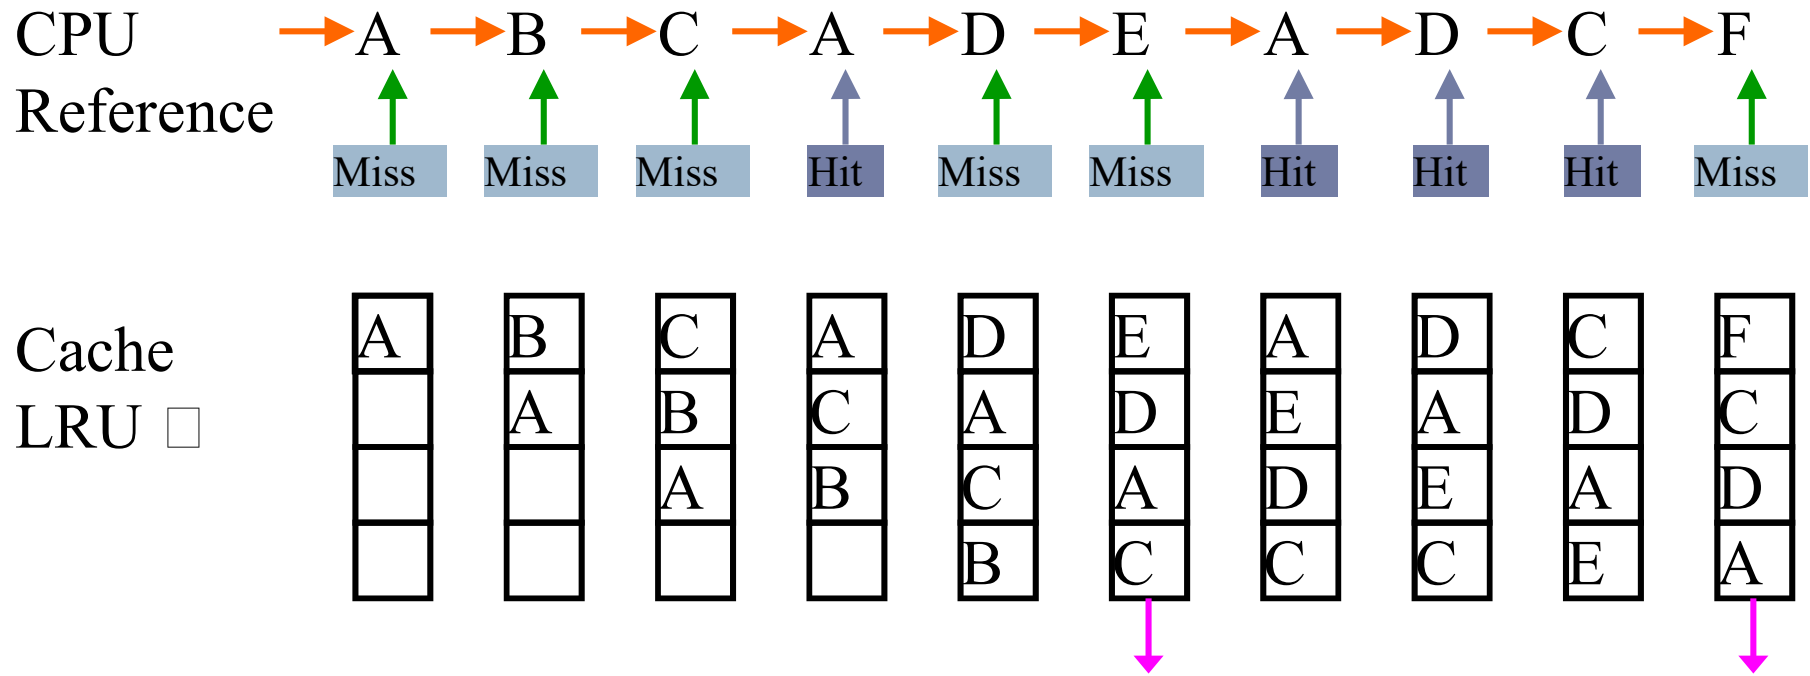 CPU A B C A D E A D C F
Reference
Miss Miss Miss Hit Miss Miss Hit Hit Hit Miss
Cache A B C A D E A D C F
LRU □ A B C A D E A D C
A B C A D E A D
B C C C E A